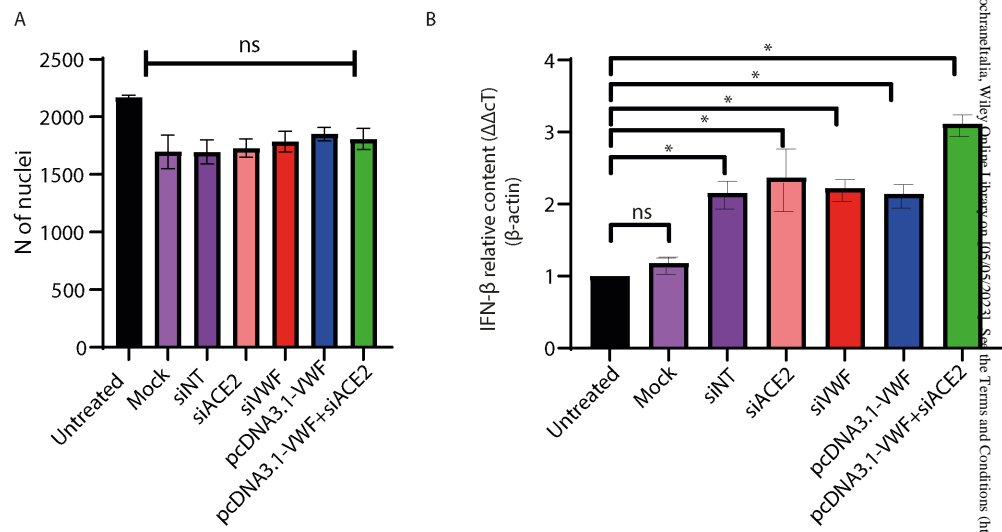 A
ns
2500
2000
1500
1000
500
0
N of nuclei
Untreated
Mock
siNT
siACE2
siVWF
pcDNA3.1-VWF
pcDNA3.1-VWF+siACE2
B
*
*
*
*
*
ns
4
3
2
1
0
IFN-β relative content (ΔΔcT)
(β-actin)
Untreated
Mock
siNT
siACE2
siVWF
pcDNA3.1-VWF
pcDNA3.1-VWF+siACE2
ochraneItalia, Wiley Online Library on [05/05/2023]. See the Terms and Conditions (ht